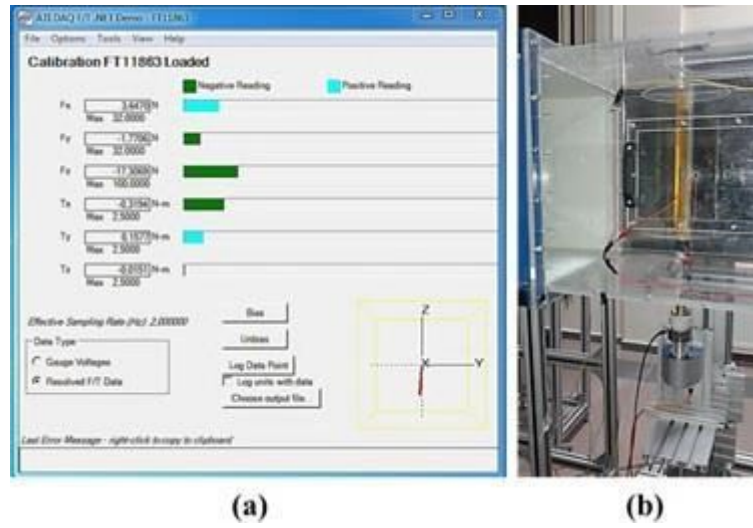 ATI DAQ F/T .NET Demo - FT11863
File Options Tools View Help
Calibration FT11863 Loaded
Negative Reading Positive Reading
Fx 3.6470 N
Max 32.0000
Fy -1.7706 N
Max 32.0000
Fz -17.3069 N
Max 100.0000
Tx -0.3194 N-m
Max 2.5000
Ty 0.1577 N-m
Max 2.5000
Tz -0.0151 N-m
Max 2.5000
Effective Sampling Rate (Hz) 2.000000
Data Type
Gauge Voltages
Resolved F/T Data
Bias
Unbias
Log Data Point
Log units with data
Choose output file...
Z
X
Y
Last Error Message - right-click to copy to clipboard
(a) (b)